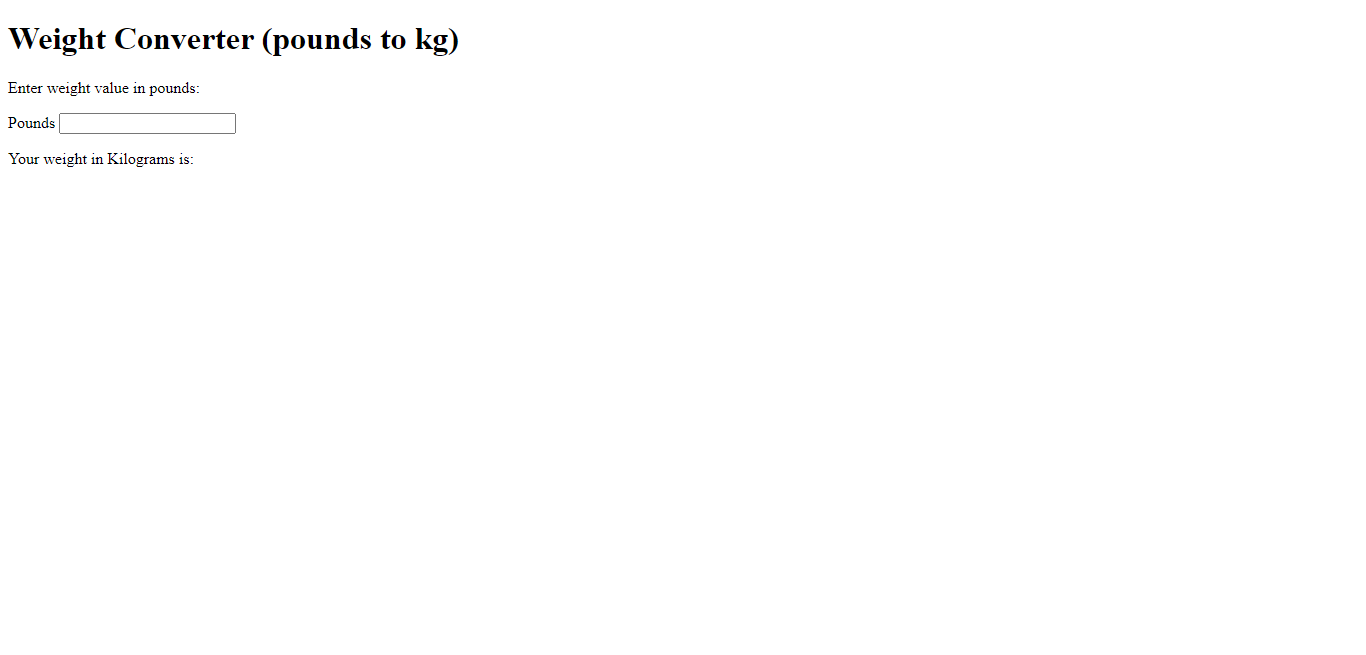 Weight Converter (pounds to kg)
Enter weight value in pounds:
Pounds
Your weight in Kilograms is: